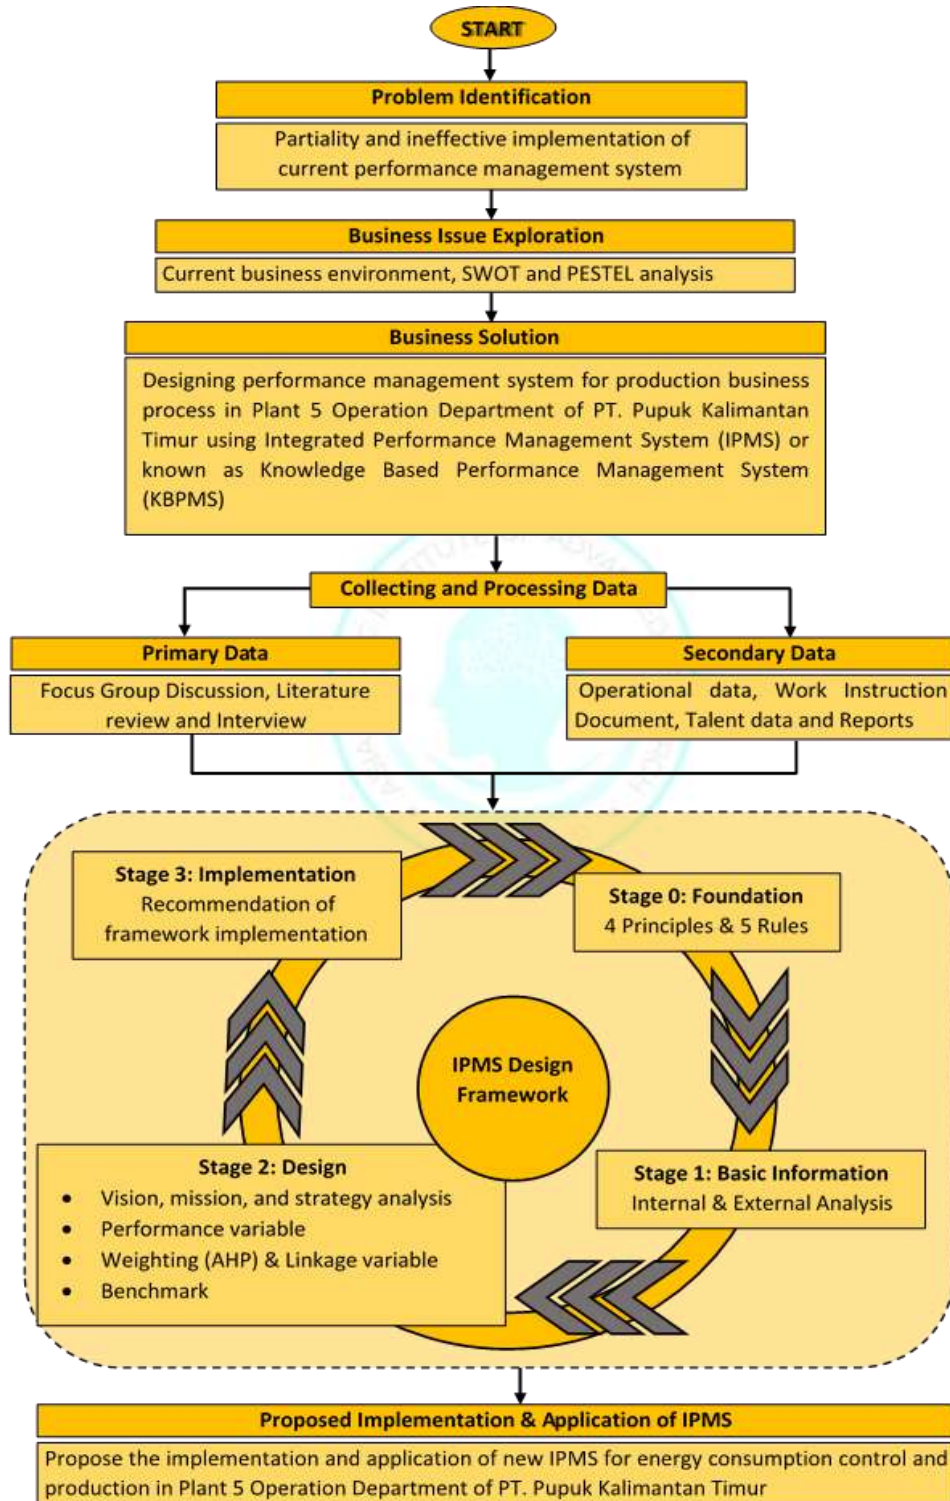 START
Problem Identification
Partiality and ineffective implementation of
current performance management system
Business Issue Exploration
Current business environment, SWOT and PESTEL analysis
Business Solution
Designing performance management system for production business
process in Plant 5 Operation Department of PT. Pupuk Kalimantan
Timur using Integrated Performance Management System (IPMS) or
known as Knowledge Based Performance Management System
(KBPMS)
Collecting and Processing Data
Primary Data
Focus Group Discussion, Literature
review and Interview
Secondary Data
Operational data, Work Instruction
Document, Talent data and Reports
Stage 3: Implementation
Recommendation of
framework implementation
Stage 0: Foundation
4 Principles & 5 Rules
IPMS Design
Framework
Stage 2: Design
• Vision, mission, and strategy analysis
• Performance variable
• Weighting (AHP) & Linkage variable
• Benchmark
Stage 1: Basic Information
Internal & External Analysis
Proposed Implementation & Application of IPMS
Propose the implementation and application of new IPMS for energy consumption control and
production in Plant 5 Operation Department of PT. Pupuk Kalimantan Timur